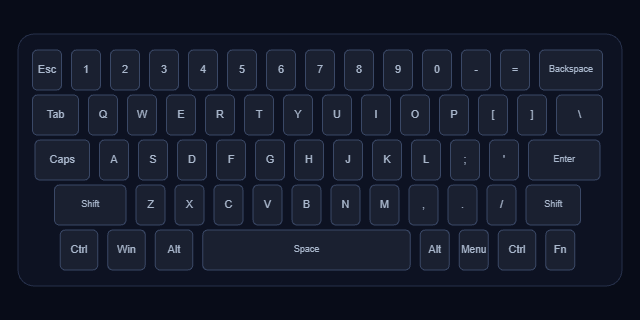 Esc 1 2 3 4 5 6 7 8 9 0 - = Backspace
Tab Q W E R T Y U I O P [ ] \
Caps A S D F G H J K L ; ' Enter
Shift Z X C V B N M , . / Shift
Ctrl Win Alt Space Alt Menu Ctrl Fn